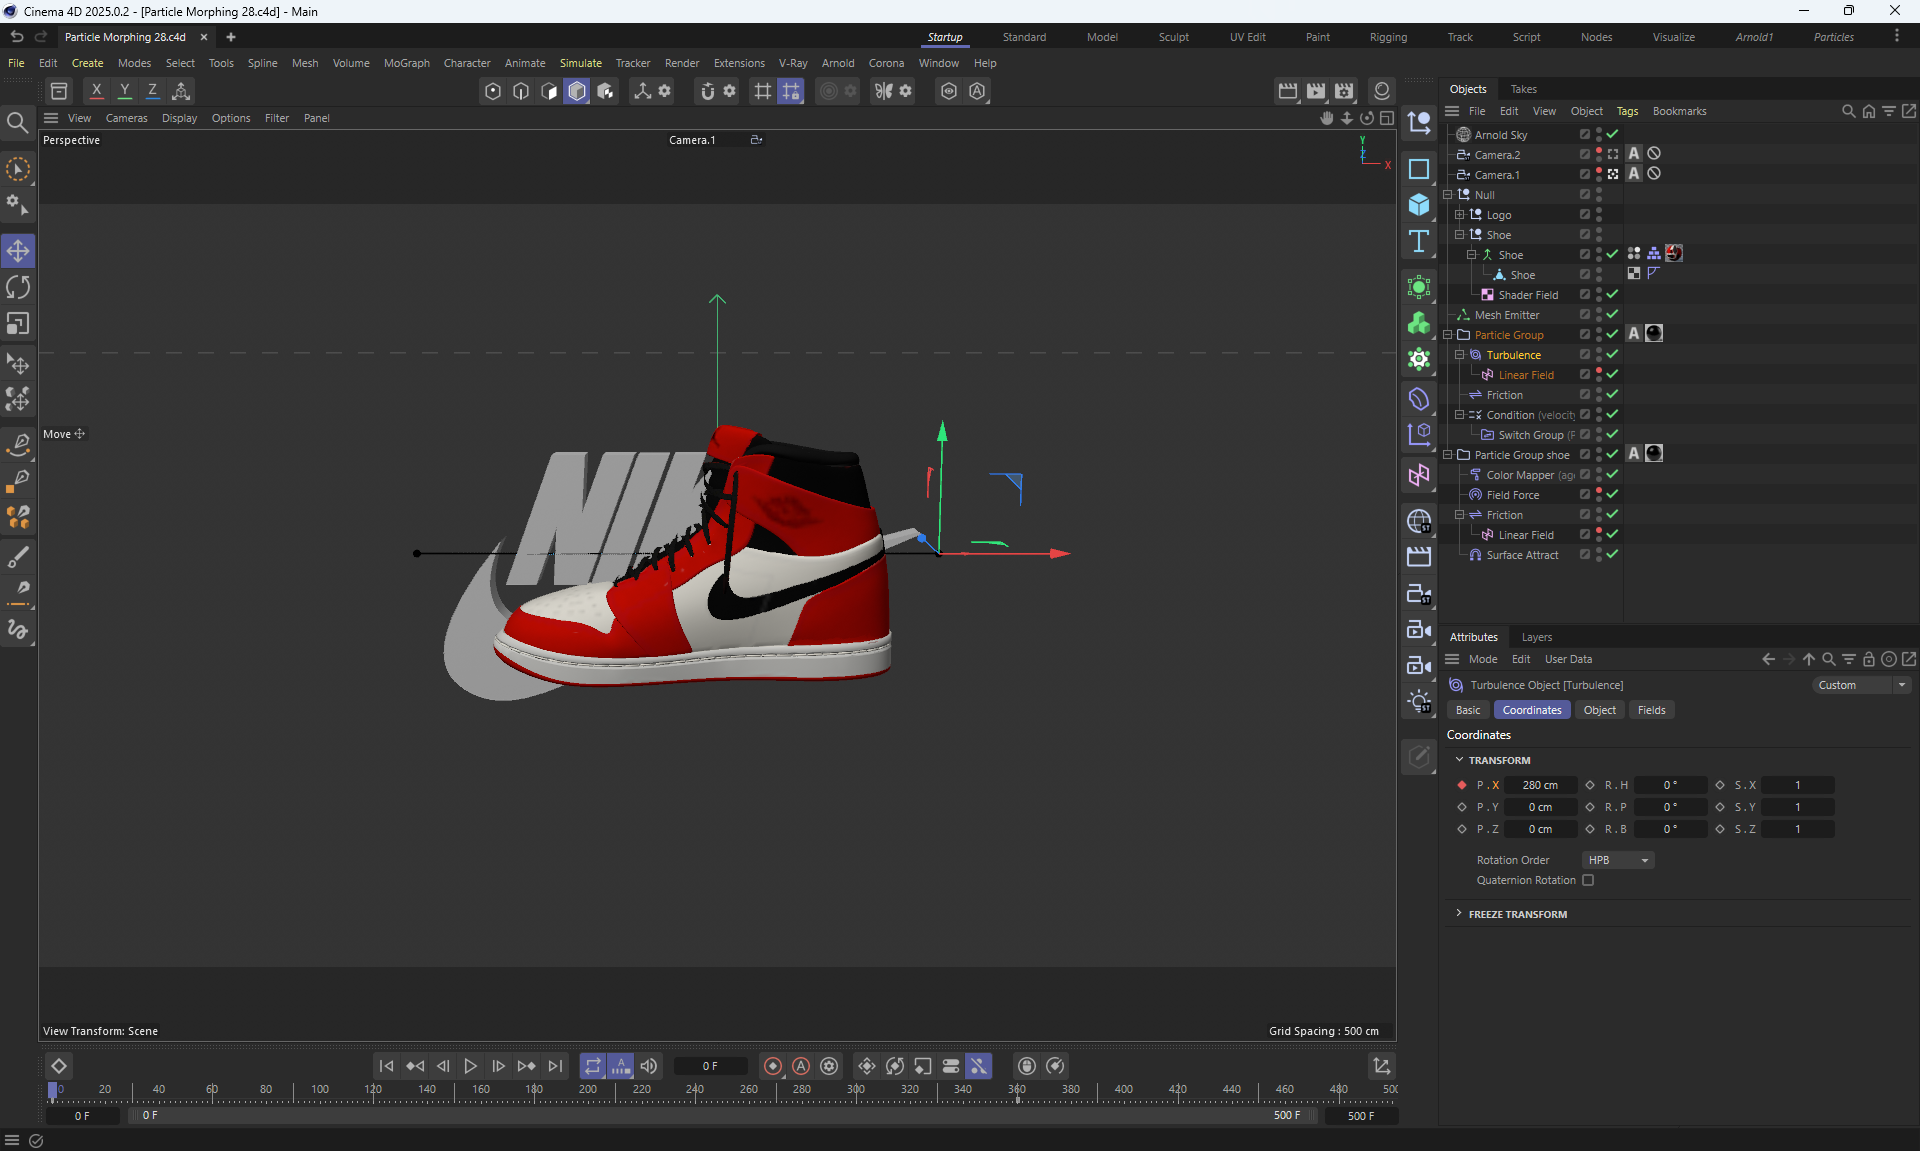 Cinema 4D 2025.0.2 - [Particle Morphing 28.c4d] - Main
Particle Morphing 28.c4d
Startup Standard Model Sculpt UV Edit Paint Rigging Track Script Nodes Visualize Arnold1 Particles
File Edit Create Modes Select Tools Spline Mesh Volume MoGraph Character Animate Simulate Tracker Render Extensions V-Ray Arnold Corona Window Help
X Y Z
Objects Takes
File Edit View Object Tags Bookmarks
View Cameras Display Options Filter Panel
Perspective
Camera.1
Y
Z
X
Arnold Sky
Camera.2
Camera.1
Null
Logo
Shoe
Shoe
Shoe
Shader Field
Mesh Emitter
Particle Group
Turbulence
Linear Field
Friction
Condition (velocit
Switch Group (F
Particle Group shoe
Color Mapper (ag
Field Force
Friction
Linear Field
Surface Attract
Move
NIK
Attributes Layers
Mode Edit User Data
Turbulence Object [Turbulence]
Custom
Basic Coordinates Object Fields
Coordinates
TRANSFORM
P . X 280 cm R . H 0 ° S . X 1
P . Y 0 cm R . P 0 ° S . Y 1
P . Z 0 cm R . B 0 ° S . Z 1
Rotation Order HPB
Quaternion Rotation
FREEZE TRANSFORM
View Transform: Scene
Grid Spacing : 500 cm
0 F
0 20 40 60 80 100 120 140 160 180 200 220 240 260 280 300 320 340 360 380 400 420 440 460 480 500
0 F 0 F 500 F 500 F